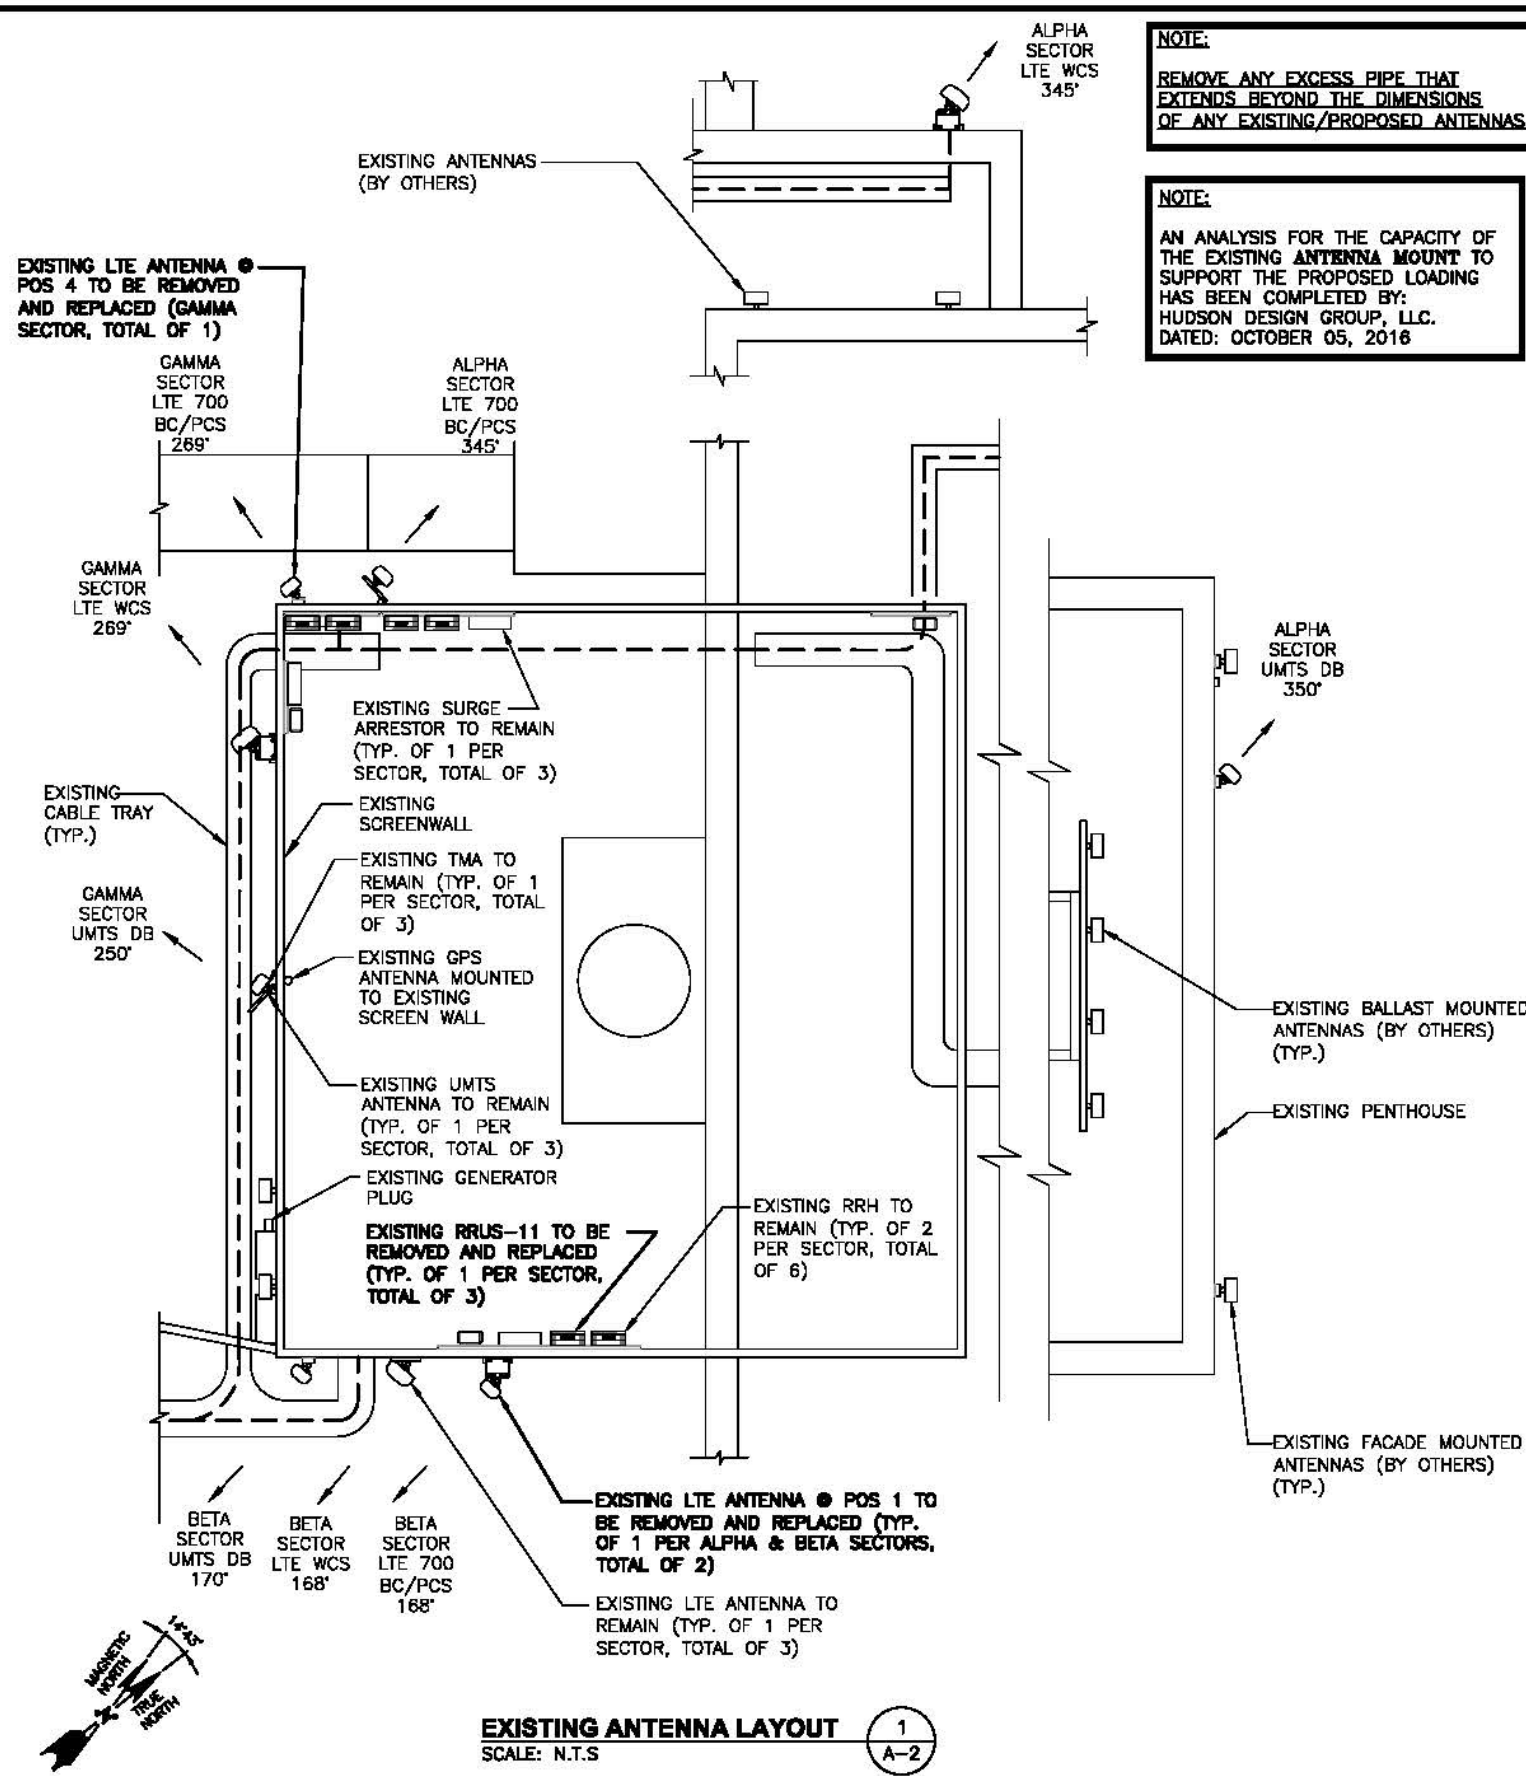 ALPHA
SECTOR
LTE WCS
345°
NOTE:
REMOVE ANY EXCESS PIPE THAT
EXTENDS BEYOND THE DIMENSIONS
OF ANY EXISTING/PROPOSED ANTENNAS
NOTE:
AN ANALYSIS FOR THE CAPACITY OF
THE EXISTING ANTENNA MOUNT TO
SUPPORT THE PROPOSED LOADING
HAS BEEN COMPLETED BY:
HUDSON DESIGN GROUP, LLC.
DATED: OCTOBER 05, 2016
EXISTING ANTENNAS
(BY OTHERS)
EXISTING LTE ANTENNA @
POS 4 TO BE REMOVED
AND REPLACED (GAMMA
SECTOR, TOTAL OF 1)
GAMMA
SECTOR
LTE 700
BC/PCS
269°
ALPHA
SECTOR
LTE 700
BC/PCS
345°
GAMMA
SECTOR
LTE WCS
269°
ALPHA
SECTOR
UMTS DB
350°
EXISTING SURGE
ARRESTOR TO REMAIN
(TYP. OF 1 PER
SECTOR, TOTAL OF 3)
EXISTING
CABLE TRAY
(TYP.)
EXISTING
SCREENWALL
EXISTING TMA TO
REMAIN (TYP. OF 1
PER SECTOR, TOTAL
OF 3)
GAMMA
SECTOR
UMTS DB
250°
EXISTING GPS
ANTENNA MOUNTED
TO EXISTING
SCREEN WALL
EXISTING BALLAST MOUNTED
ANTENNAS (BY OTHERS)
(TYP.)
EXISTING UMTS
ANTENNA TO REMAIN
(TYP. OF 1 PER
SECTOR, TOTAL OF 3)
EXISTING PENTHOUSE
EXISTING GENERATOR
PLUG
EXISTING RRUS-11 TO BE
REMOVED AND REPLACED
(TYP. OF 1 PER SECTOR,
TOTAL OF 3)
EXISTING RRH TO
REMAIN (TYP. OF 2
PER SECTOR, TOTAL
OF 6)
EXISTING FACADE MOUNTED
ANTENNAS (BY OTHERS)
(TYP.)
BETA
SECTOR
UMTS DB
170°
BETA
SECTOR
LTE WCS
168°
BETA
SECTOR
LTE 700
BC/PCS
168°
EXISTING LTE ANTENNA @ POS 1 TO
BE REMOVED AND REPLACED (TYP.
OF 1 PER ALPHA & BETA SECTORS,
TOTAL OF 2)
EXISTING LTE ANTENNA TO
REMAIN (TYP. OF 1 PER
SECTOR, TOTAL OF 3)
MAGNETIC
NORTH
TRUE
NORTH
EXISTING ANTENNA LAYOUT
SCALE: N.T.S
1
A-2